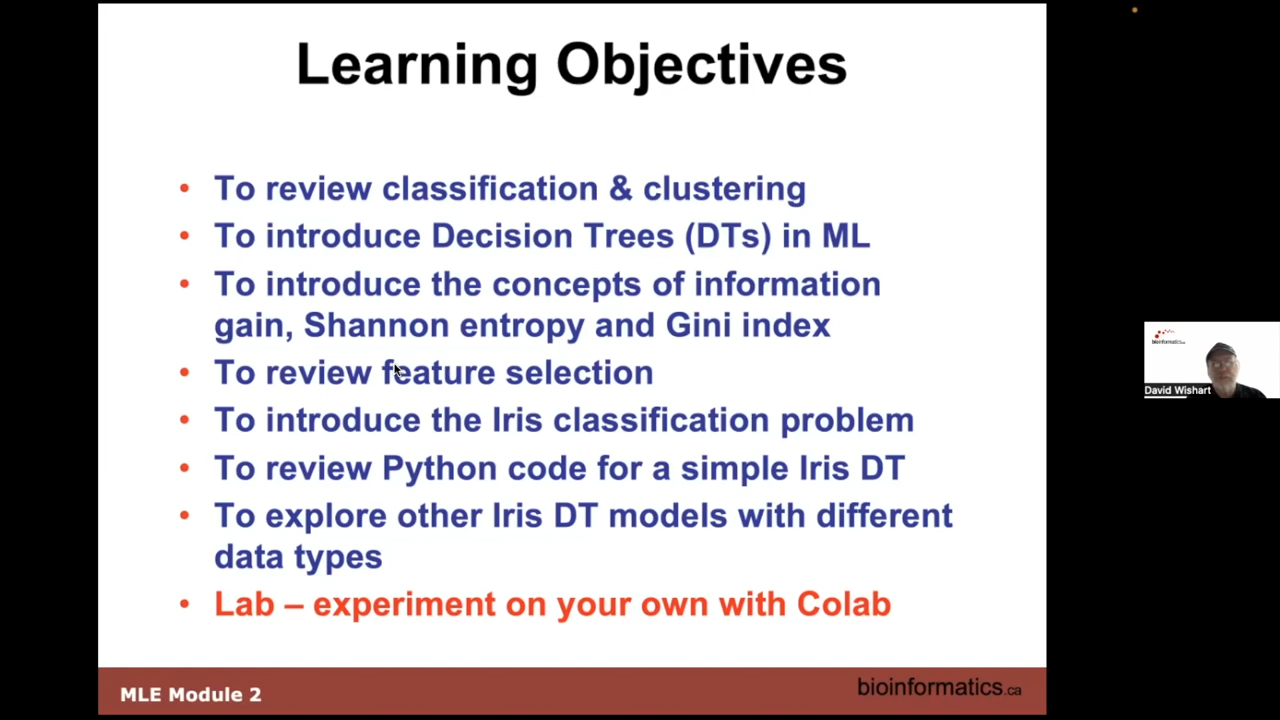 Learning Objectives
• To review classification & clustering
• To introduce Decision Trees (DTs) in ML
• To introduce the concepts of information
gain, Shannon entropy and Gini index
• To review feature selection
• To introduce the Iris classification problem
• To review Python code for a simple Iris DT
• To explore other Iris DT models with different
data types
• Lab – experiment on your own with Colab
MLE Module 2
bioinformatics.ca
bioinformatics.ca
David Wishart